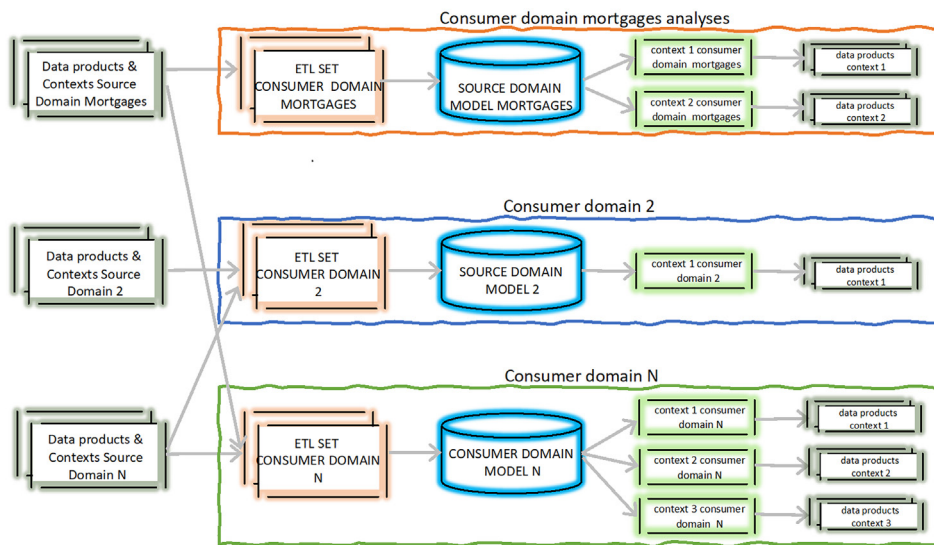 Consumer domain mortgages analyses
Data products &
Contexts Source
Domain Mortgages
ETL SET
CONSUMER DOMAIN
MORTGAGES
SOURCE DOMAIN
MODEL MORTGAGES
context 1 consumer
domain mortgages
data products
context 1
context 2 consumer
domain mortgages
data products
context 2
Consumer domain 2
Data products &
Contexts Source
Domain 2
ETL SET
CONSUMER DOMAIN
2
SOURCE DOMAIN
MODEL 2
context 1 consumer
domain 2
data products
context 1
Consumer domain N
Data products &
Contexts Source
Domain N
ETL SET
CONSUMER DOMAIN
N
CONSUMER DOMAIN
MODEL N
context 1 consumer
domain N
data products
context 1
context 2 consumer
domain N
data products
context 2
context 3 consumer
domain N
data products
context 3